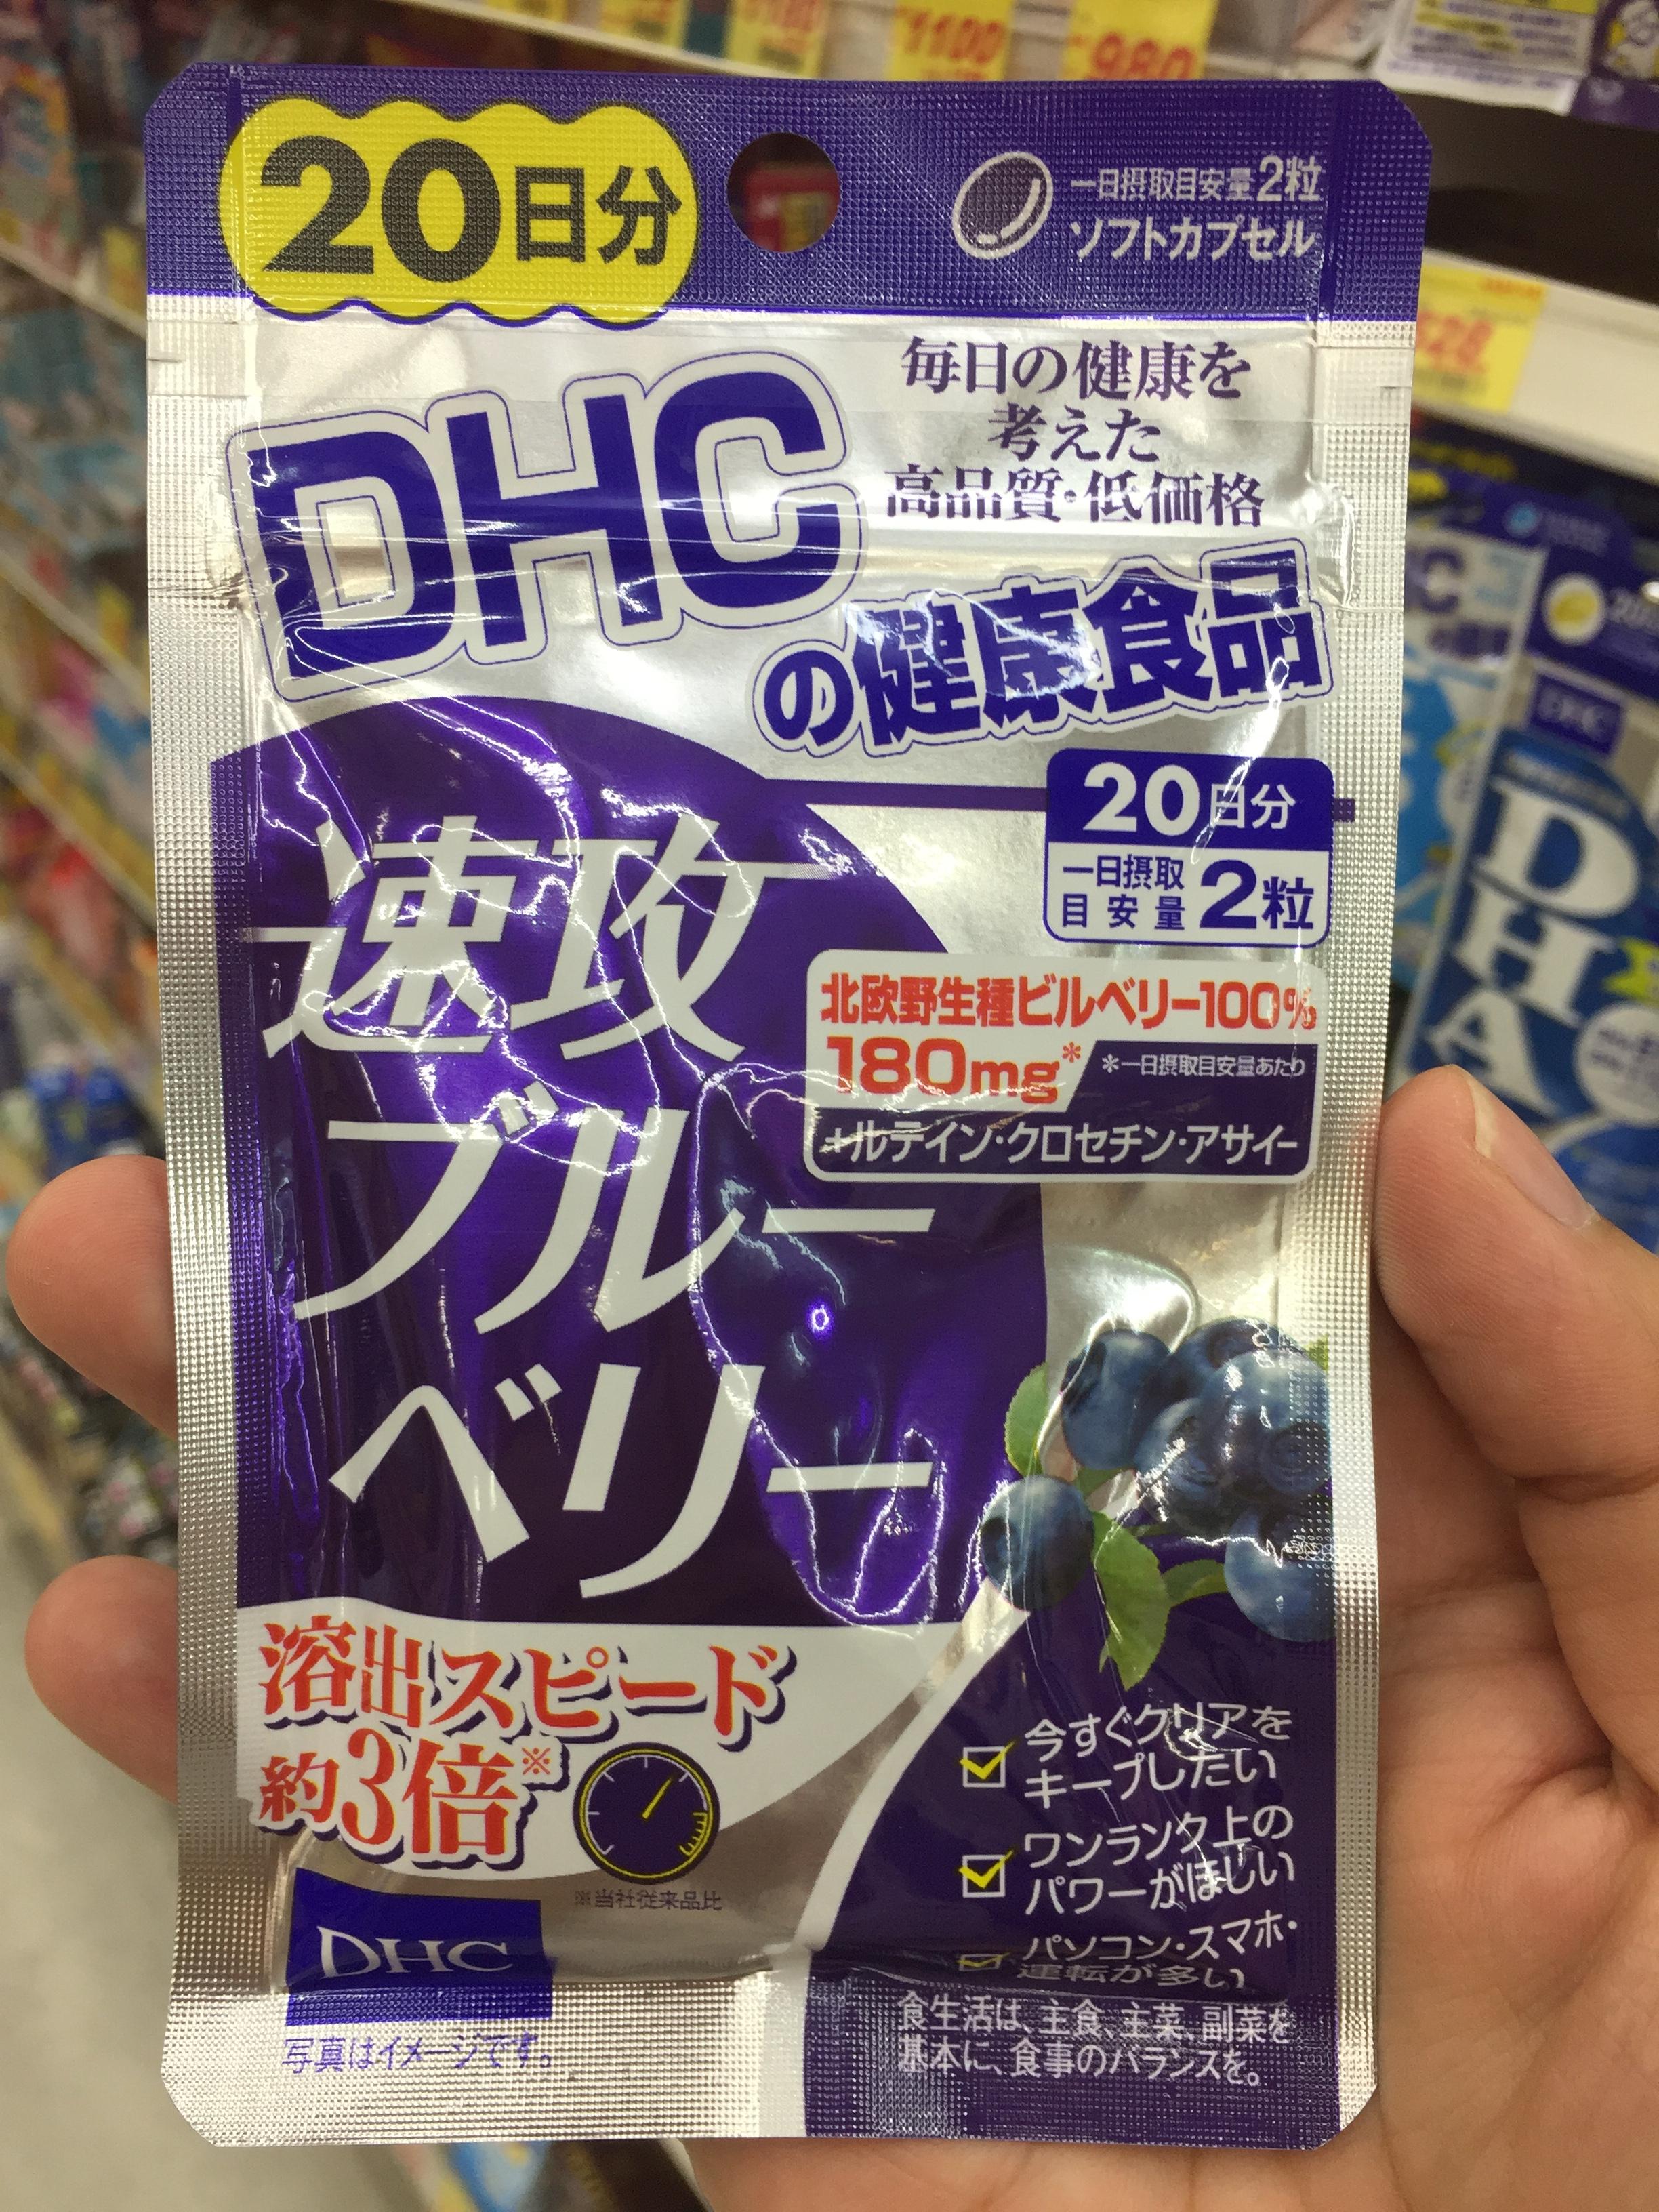 1100
980
20日分
一日摂取目安量2粒
ソフトカプセル
毎日の健康を
考えた
高品質・低価格
DHC
の健康食品
20日分
一日摂取
目安量
2粒
速攻
ブルー
ベリー
北欧野生種ビルベリー100%
180mg*
*一日摂取目安量あたり
+ルテイン・クロセチン・アサイー
溶出スピード
約3倍※
※当社従来品比
今すぐクリアを
キープしたい
ワンランク上の
パワーがほしい
パソコン・スマホ・
運転が多い
DHC
写真はイメージです。
食生活は、主食、主菜、副菜を
基本に、食事のバランスを。
DHC
DHA